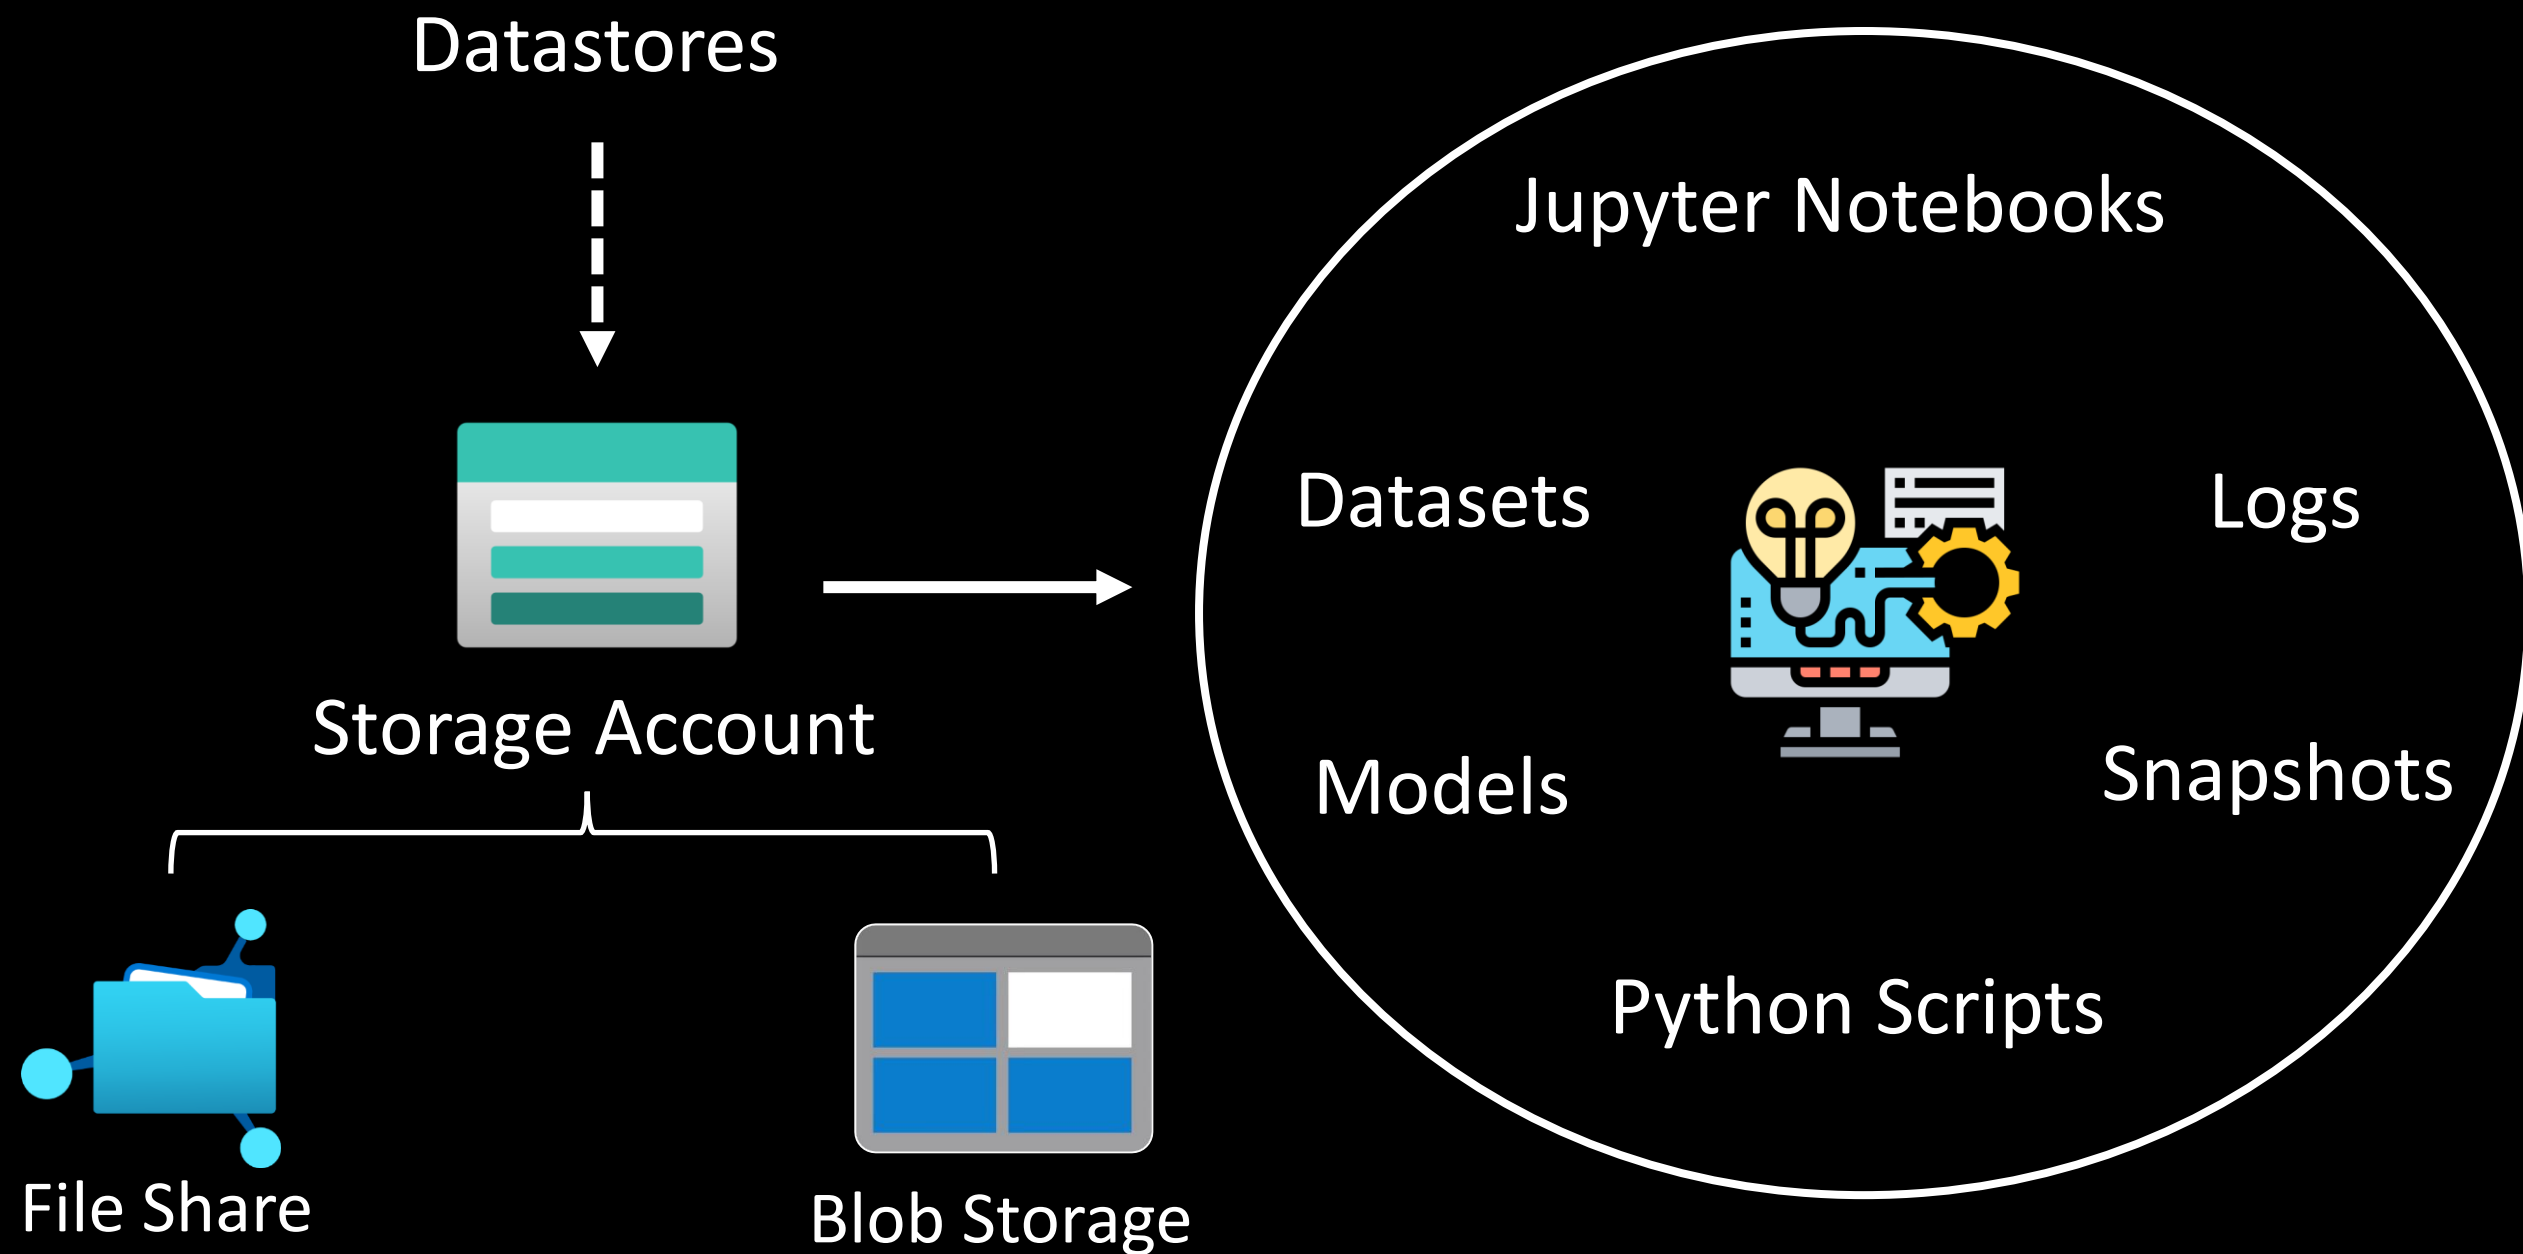 Datastores
Storage Account
File Share
Blob Storage
Jupyter Notebooks
Datasets
Logs
Models
Snapshots
Python Scripts